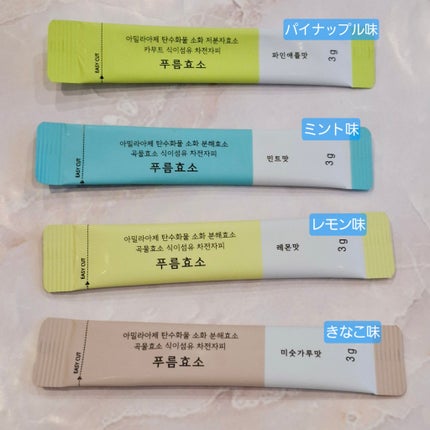 パイナップル味
EASY CUT
아밀라아제 탄수화물 소화 저분자효소
카무트 식이섬유 차전자피
푸름효소
파인애플맛
3g
ミント味
EASY CUT
아밀라아제 탄수화물 소화 분해효소
곡물효소 식이섬유 차전자피
푸름효소
민트맛
3g
レモン味
EASY CUT
아밀라아제 탄수화물 소화 분해효소
곡물효소 식이섬유 차전자피
푸름효소
레몬맛
3g
きなこ味
EASY CUT
아밀라아제 탄수화물 소화 분해효소
곡물효소 식이섬유 차전자피
푸름효소
미숫가루맛
3g